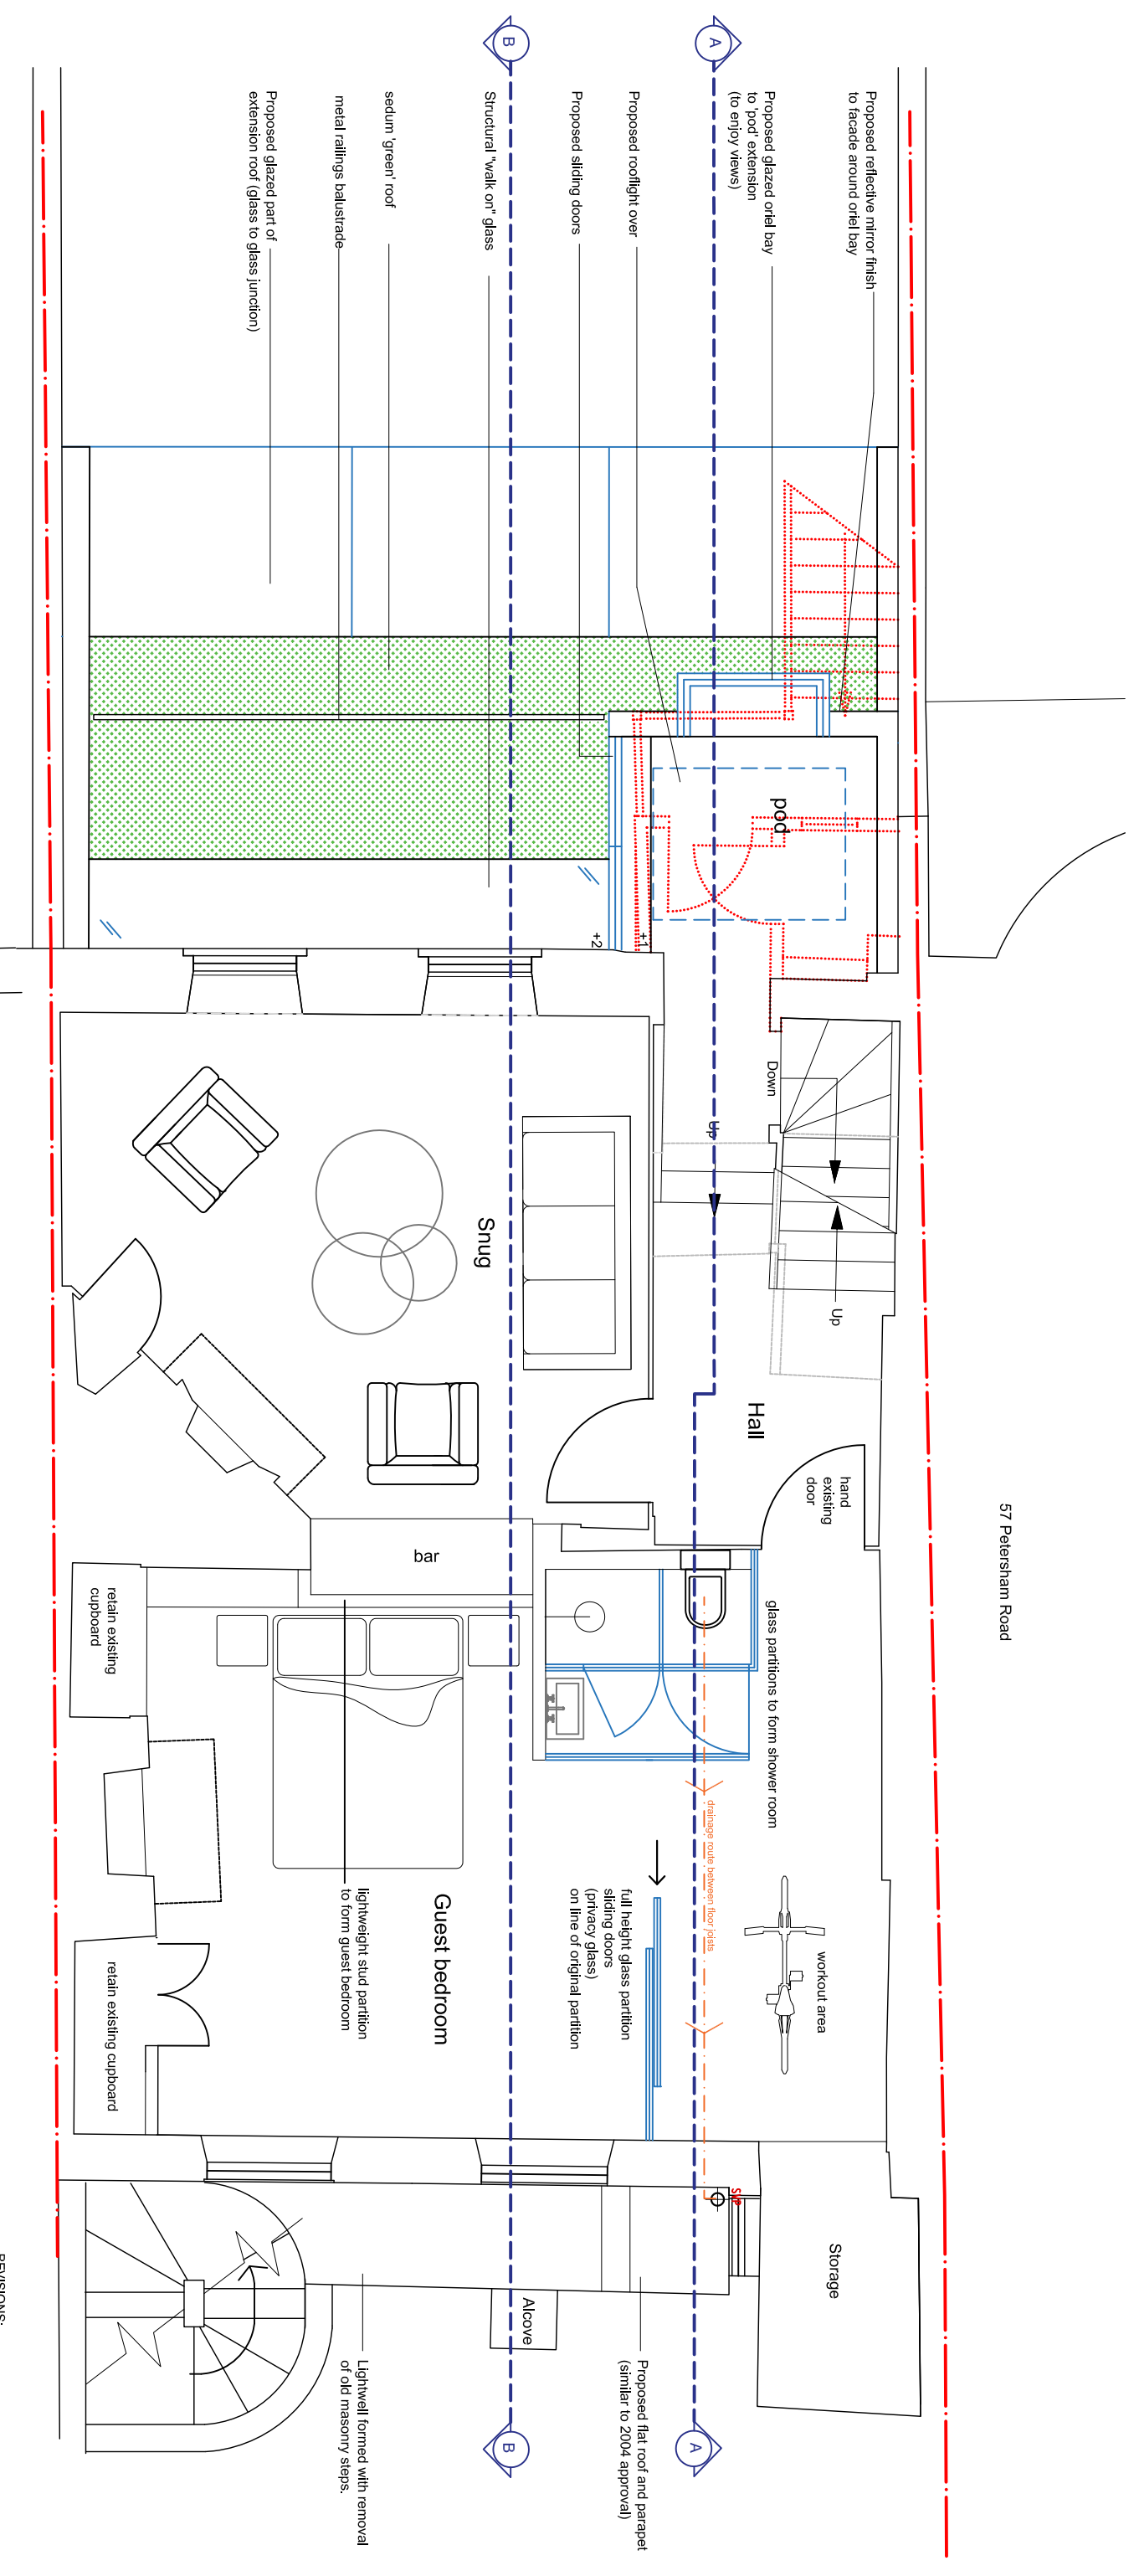 57 Petersham Road
Proposed reflective mirror finish
to facade around oriel bay
Proposed glazed oriel bay
to 'pod' extension
(to enjoy views)
A
Proposed rooflight over
Proposed sliding doors
B
Structural "walk on" glass
sedum 'green' roof
metal railings balustrade
Proposed glazed part of
extension roof (glass to glass junction)
pod
+1
+2
Down
Up
Up
Hall
hand
existing
door
Snug
bar
glass partitions to form shower room
workout area
drainage route between floor joists
full height glass partition
sliding doors
(privacy glass)
on line of original partition
Guest bedroom
lightweight stud partition
to form guest bedroom
retain existing
cupboard
retain existing cupboard
SVP
Storage
Alcove
Proposed flat roof and parapet
(similar to 2004 approval)
Lightwell formed with removal
of old masonry steps.
A
B
REVISIONS: